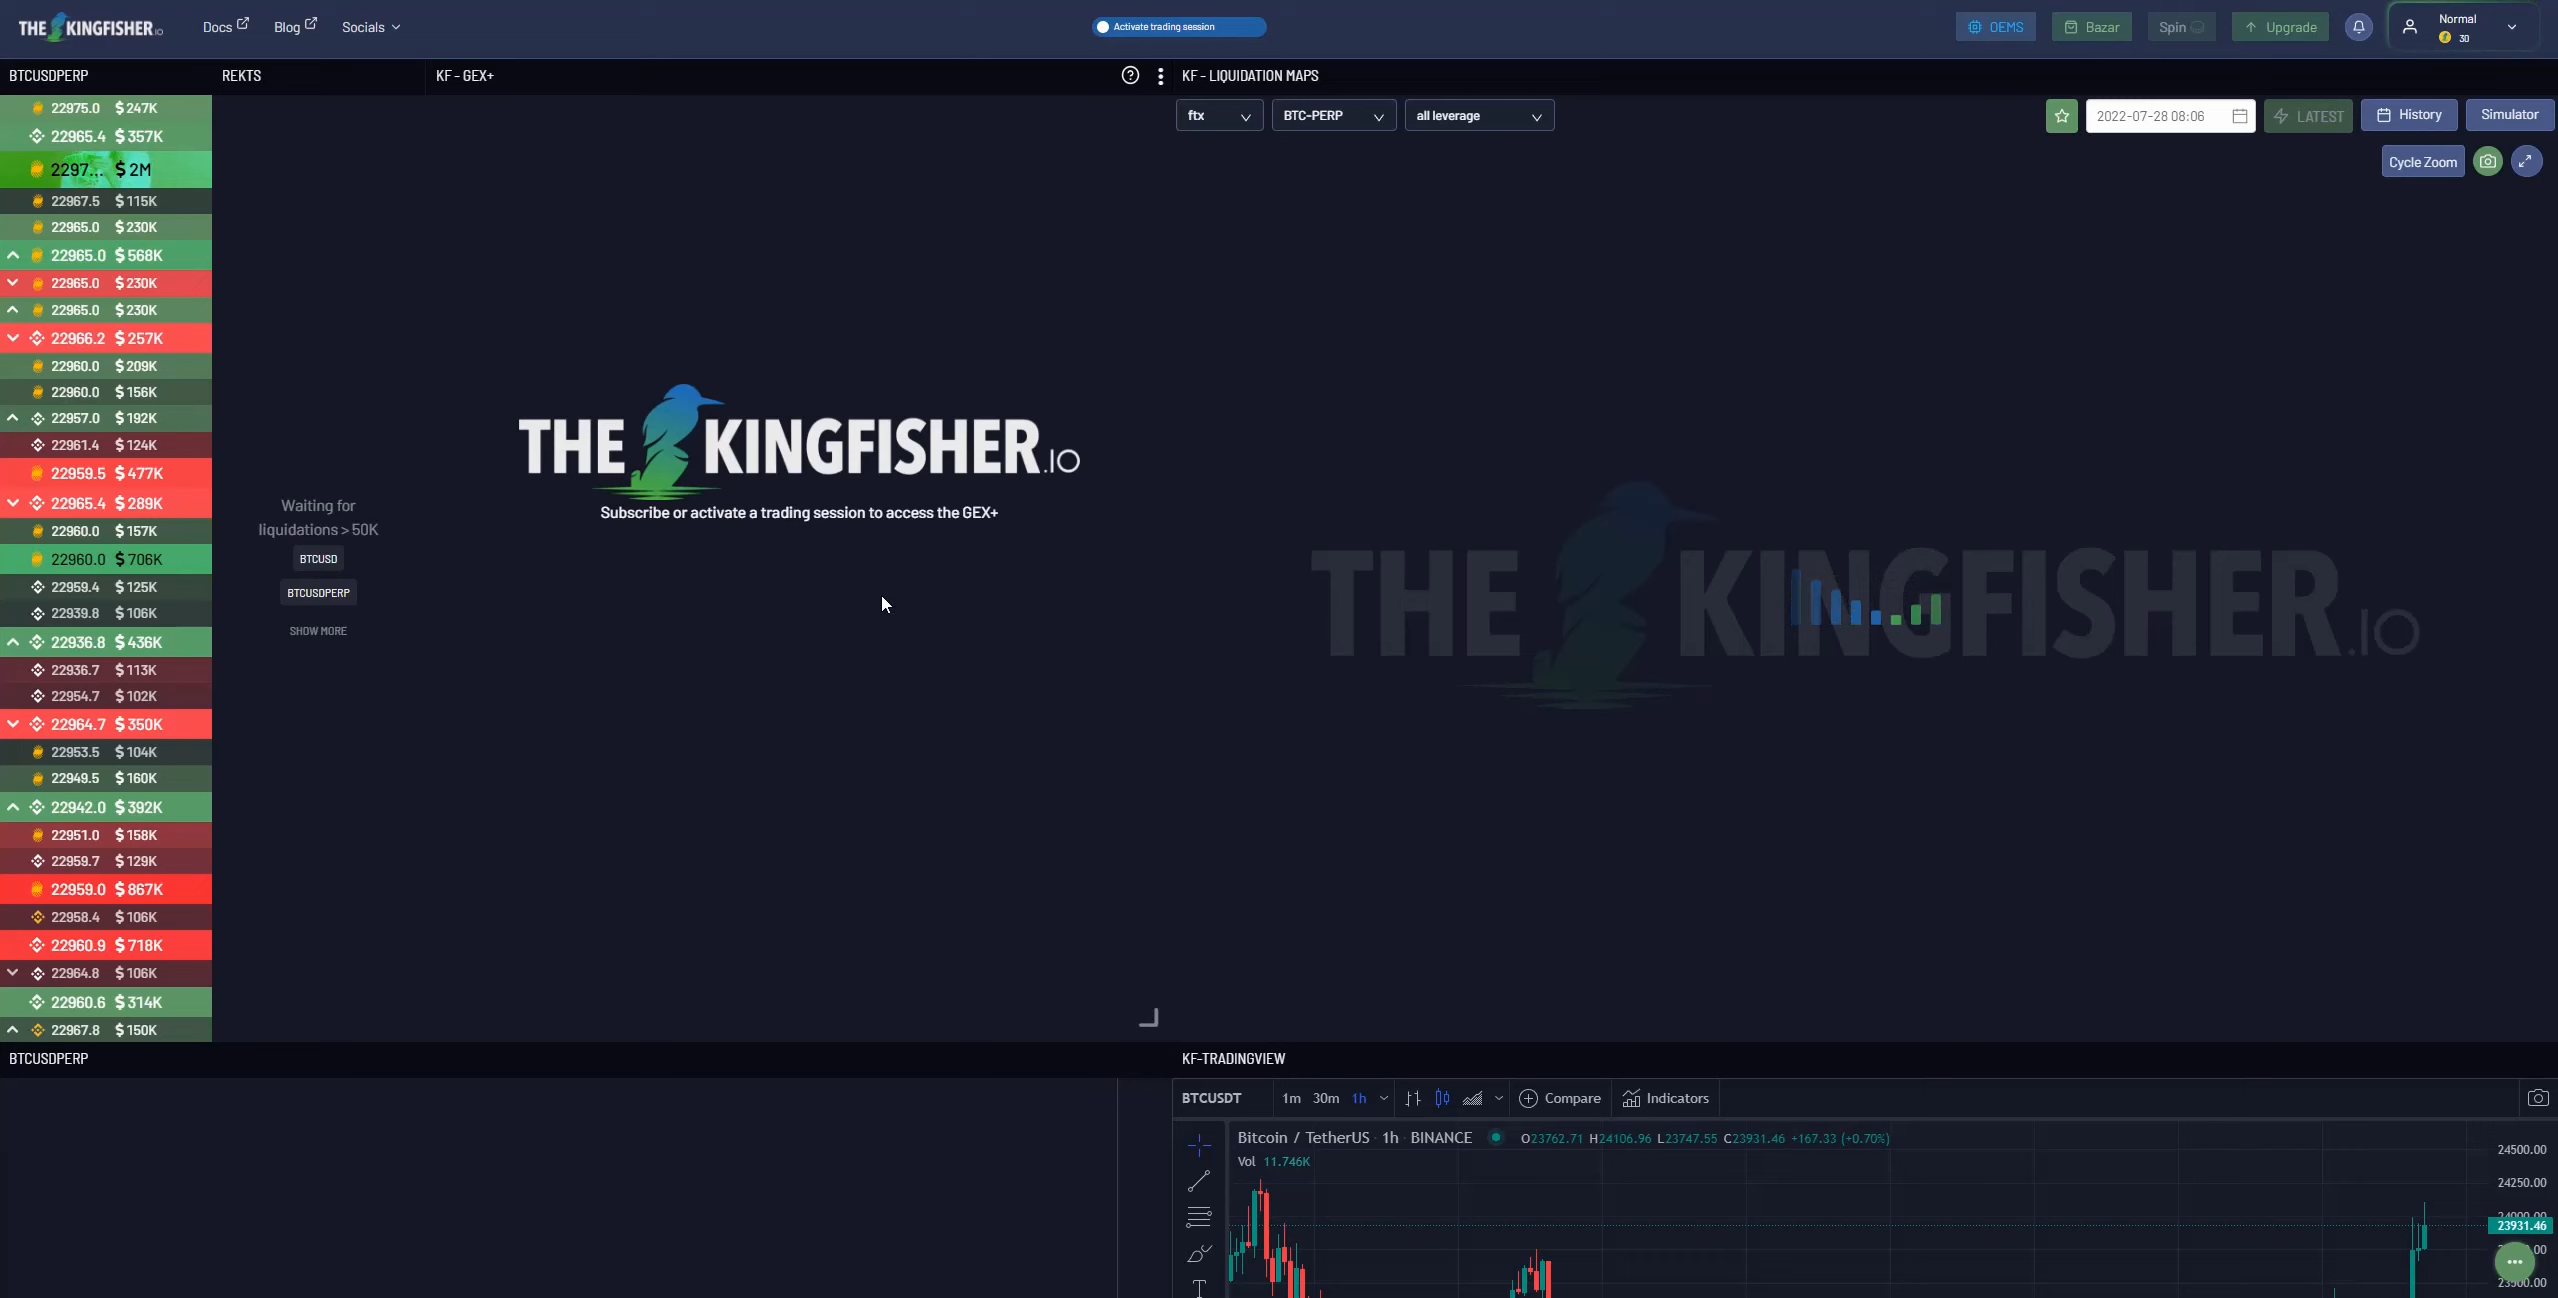 THE KINGFISHER.IO
Docs
Blog
Socials
Activate trading session
OEMS
Bazar
Spin
Upgrade
Normal
30
BTCUSDPERP
REKTS
KF - GEX+
KF - LIQUIDATION MAPS
22975.0 $ 247K
22965.4 $ 357K
2297... $ 2M
22967.5 $ 115K
22965.0 $ 230K
22965.0 $ 568K
22965.0 $ 230K
22965.0 $ 230K
22966.2 $ 257K
22960.0 $ 209K
22960.0 $ 156K
22957.0 $ 192K
22961.4 $ 124K
22959.5 $ 477K
22965.4 $ 289K
22960.0 $ 157K
22960.0 $ 706K
22959.4 $ 125K
22939.8 $ 106K
22936.8 $ 436K
22936.7 $ 113K
22954.7 $ 102K
22964.7 $ 350K
22953.5 $ 104K
22949.5 $ 160K
22942.0 $ 392K
22951.0 $ 158K
22959.7 $ 129K
22959.0 $ 867K
22958.4 $ 106K
22960.9 $ 718K
22964.8 $ 106K
22960.6 $ 314K
22967.8 $ 150K
Waiting for
liquidations > 50K
BTCUSD
BTCUSDPERP
SHOW MORE
THE KINGFISHER.IO
Subscribe or activate a trading session to access the GEX+
ftx
BTC-PERP
all leverage
2022-07-28 08:06
LATEST
History
Simulator
Cycle Zoom
THE KINGFISHER.IO
BTCUSDPERP
KF-TRADINGVIEW
BTCUSDT
1m 30m 1h
Compare
Indicators
Bitcoin / TetherUS · 1h · BINANCE
O23762.71 H24106.96 L23747.55 C23931.46 +167.33 (+0.70%)
Vol 11.746K
24500.00
24250.00
23931.46